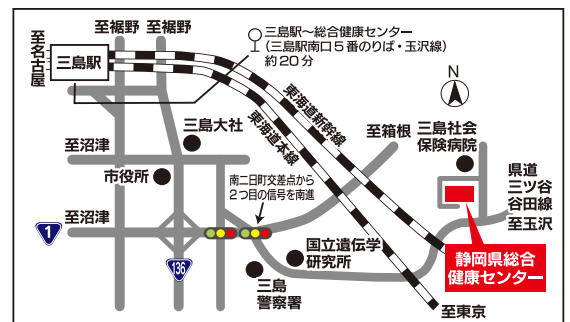 至裾野
至裾野
三島駅～総合健康センター
(三島駅南口５番のりば・玉沢線)
約20分
至名古屋
三島駅
N
東海道新幹線
東海道本線
至箱根
三島社会
保険病院
三島大社
至沼津
市役所
県道
三ツ谷
谷田線
至玉沢
南二日町交差点から
２つ目の信号を南進
至沼津
1
136
国立遺伝学
研究所
三島
警察署
静岡県総合
健康センター
至東京